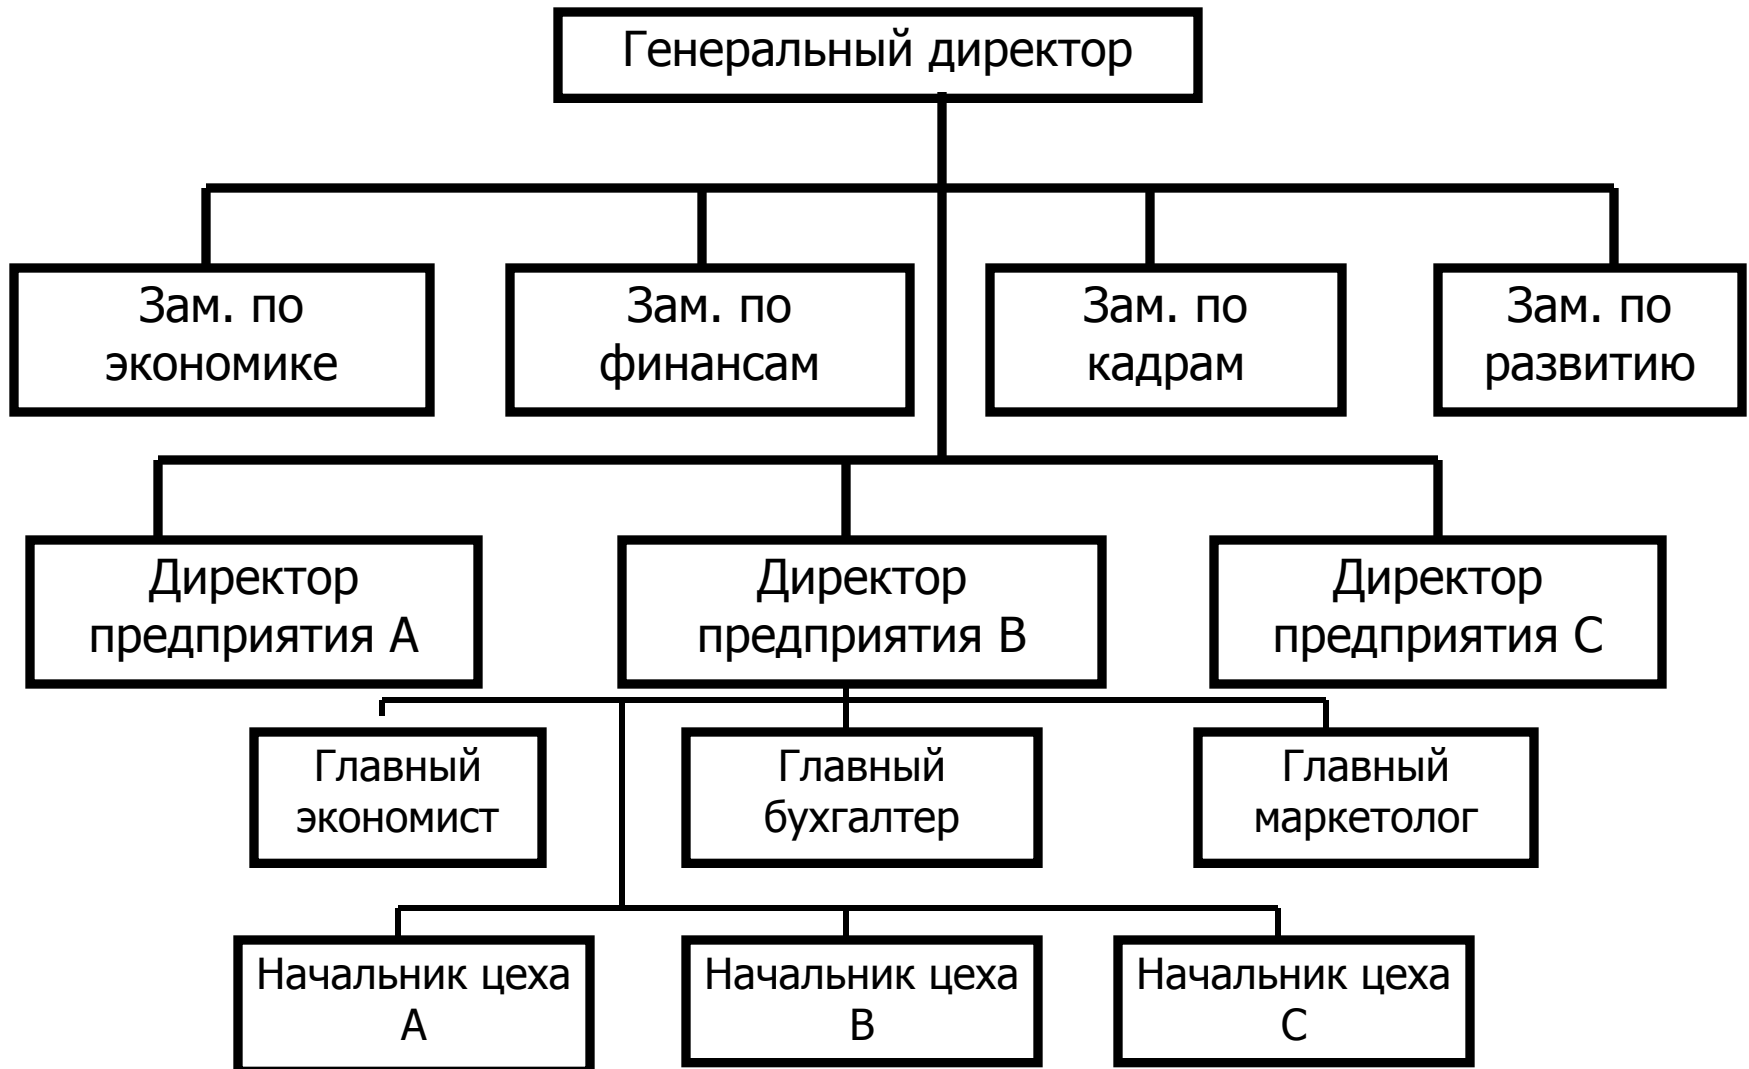 Генеральный директор
Зам. по
экономике
Зам. по
финансам
Зам. по
кадрам
Зам. по
развитию
Директор
предприятия А
Директор
предприятия В
Директор
предприятия С
Главный
экономист
Главный
бухгалтер
Главный
маркетолог
Начальник цеха
А
Начальник цеха
В
Начальник цеха
С